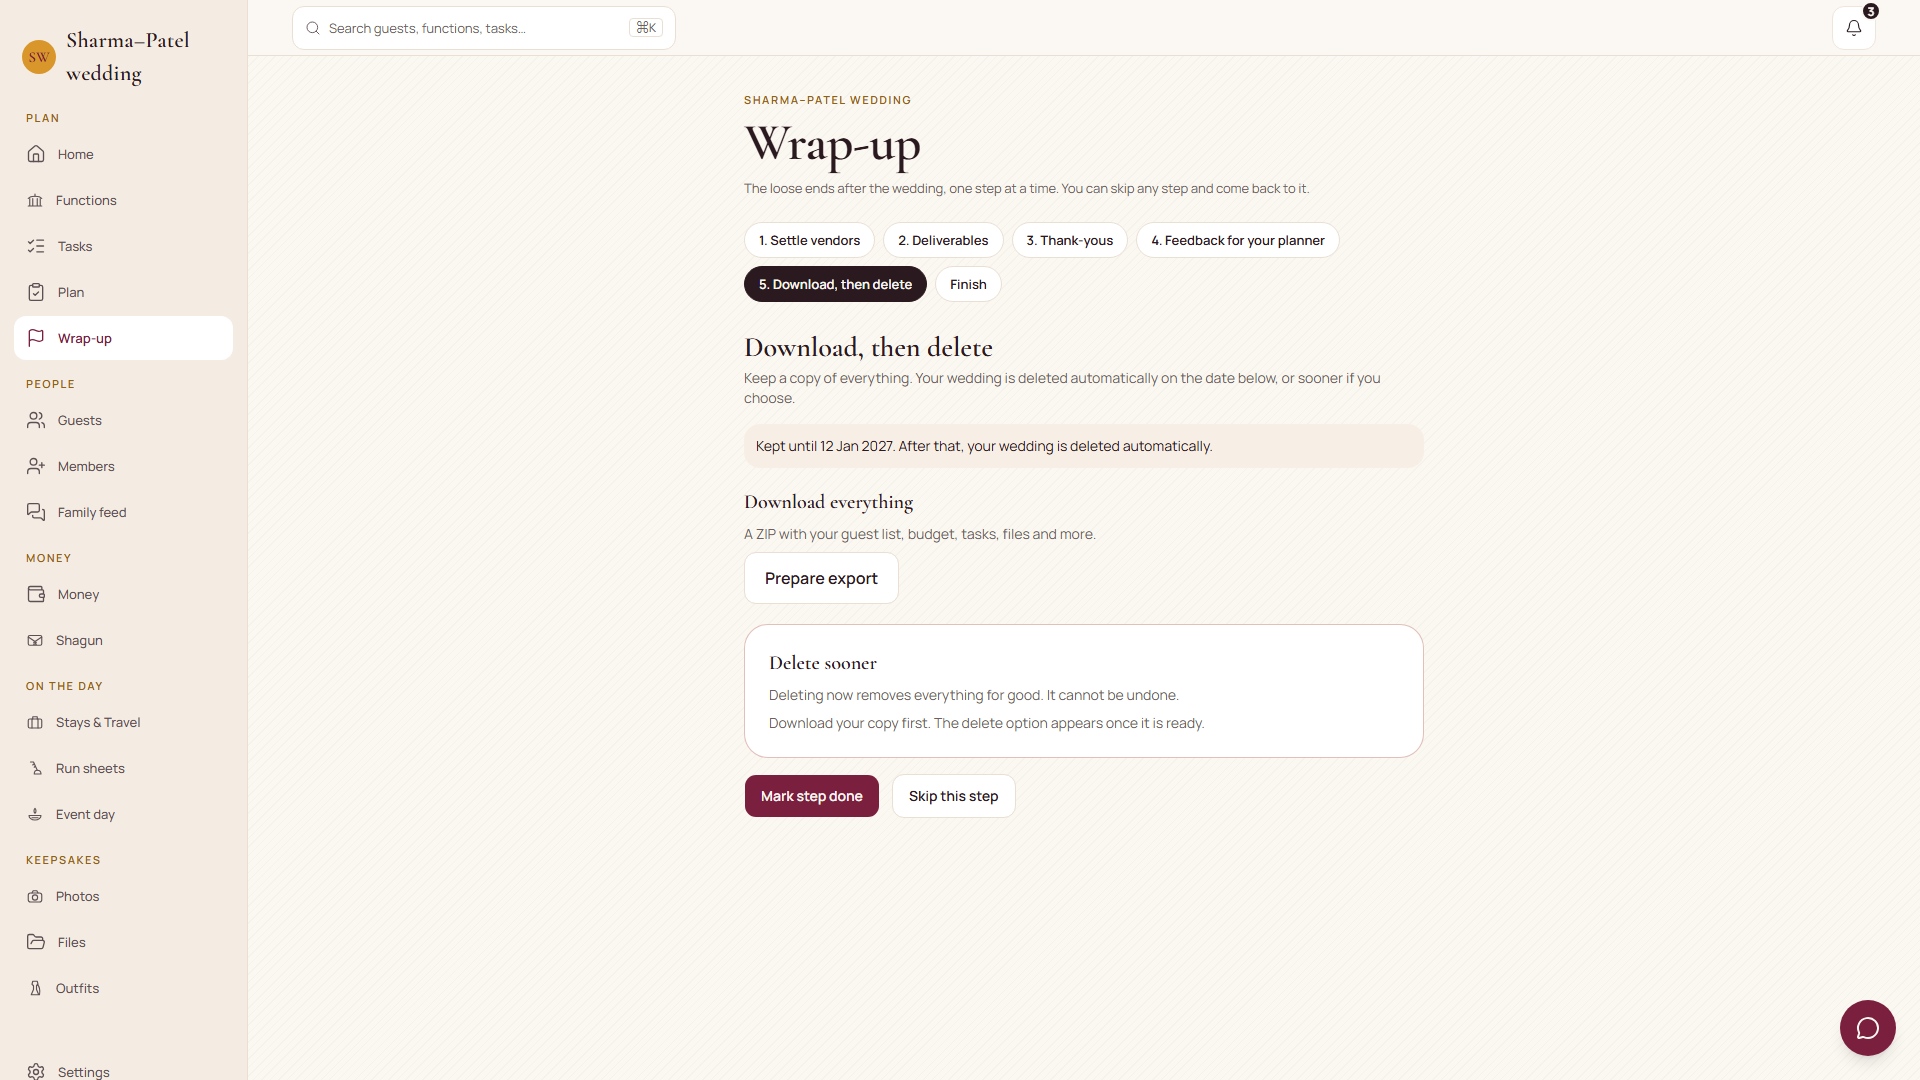 SW
Sharma–Patel
wedding
Search guests, functions, tasks...
⌘K
3
PLAN
Home
Functions
Tasks
Plan
Wrap-up
PEOPLE
Guests
Members
Family feed
MONEY
Money
Shagun
ON THE DAY
Stays & Travel
Run sheets
Event day
KEEPSAKES
Photos
Files
Outfits
Settings
SHARMA–PATEL WEDDING
Wrap-up
The loose ends after the wedding, one step at a time. You can skip any step and come back to it.
1. Settle vendors
2. Deliverables
3. Thank-yous
4. Feedback for your planner
5. Download, then delete
Finish
Download, then delete
Keep a copy of everything. Your wedding is deleted automatically on the date below, or sooner if you
choose.
Kept until 12 Jan 2027. After that, your wedding is deleted automatically.
Download everything
A ZIP with your guest list, budget, tasks, files and more.
Prepare export
Delete sooner
Deleting now removes everything for good. It cannot be undone.
Download your copy first. The delete option appears once it is ready.
Mark step done
Skip this step